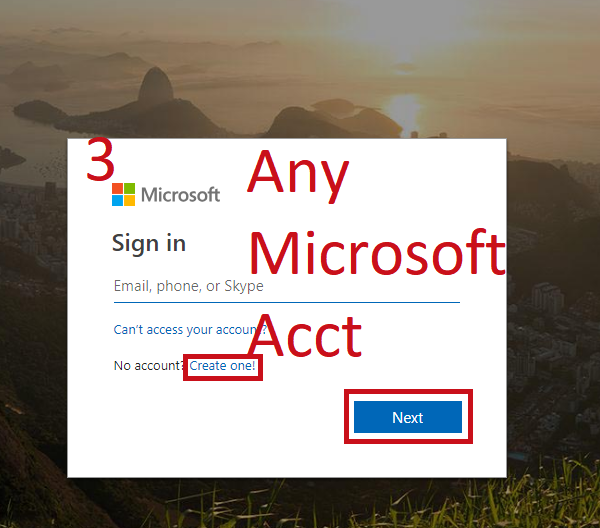 3
Any
Microsoft
Microsoft
Sign in
Email, phone, or Skype
Acct
Can't access your account?
No account? Create one!
Next